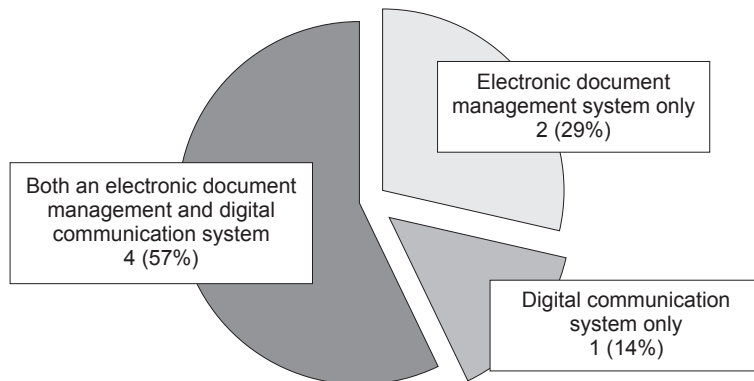 Electronic document
management system only
2 (29%)
Both an electronic document
management and digital
communication system
4 (57%)
Digital communication
system only
1 (14%)